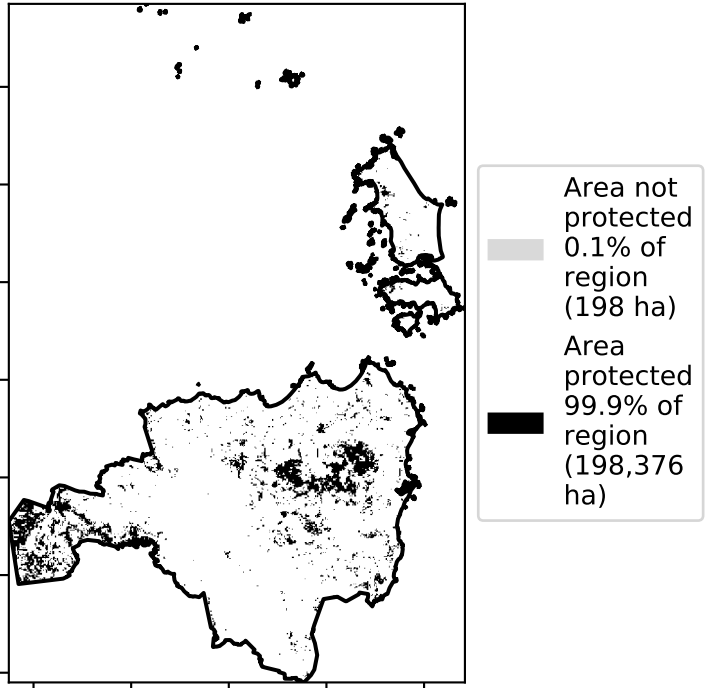 Area not
protected
0.1% of
region
(198 ha)
Area
protected
99.9% of
region
(198,376
ha)